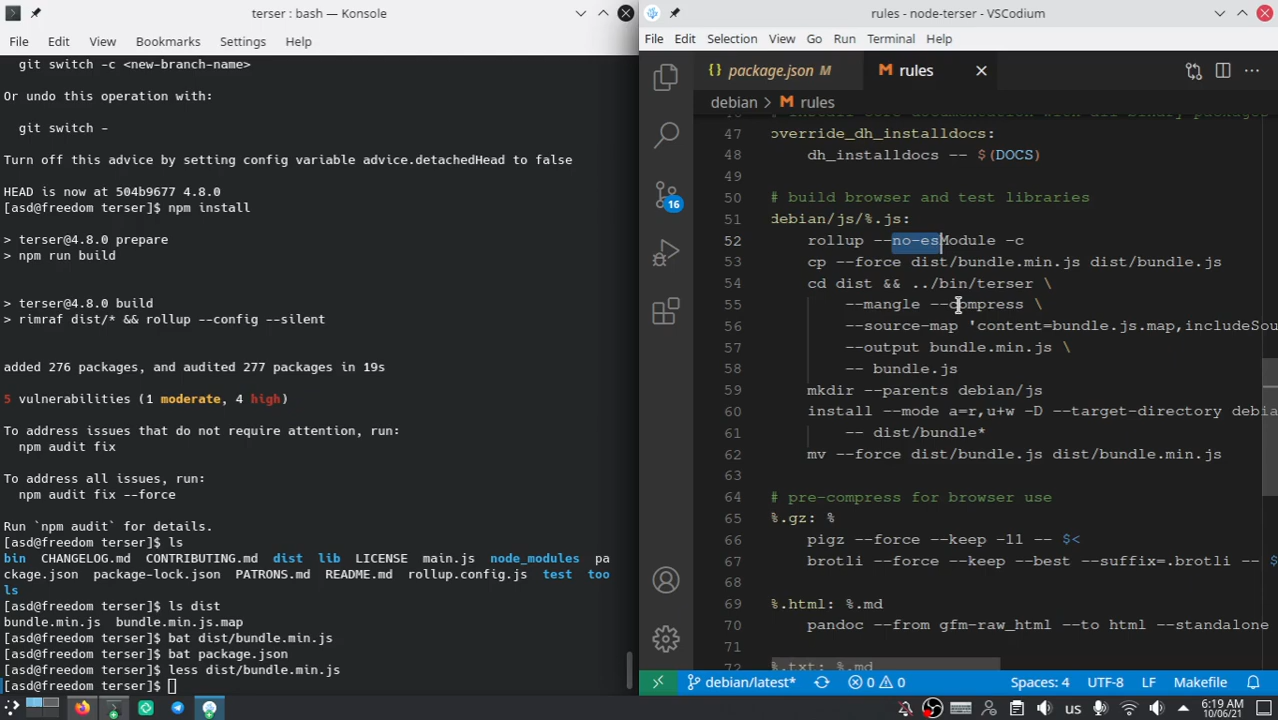 terser : bash — Konsole
File Edit View Bookmarks Settings Help
git switch -c <new-branch-name>
Or undo this operation with:
git switch -
Turn off this advice by setting config variable advice.detachedHead to false
HEAD is now at 504b9677 4.8.0
[asd@freedom terser]$ npm install
> terser@4.8.0 prepare
> npm run build
> terser@4.8.0 build
> rimraf dist/* && rollup --config --silent
added 276 packages, and audited 277 packages in 19s
5 vulnerabilities (1 moderate, 4 high)
To address issues that do not require attention, run:
npm audit fix
To address all issues, run:
npm audit fix --force
Run `npm audit` for details.
[asd@freedom terser]$ ls
bin CHANGELOG.md CONTRIBUTING.md dist lib LICENSE main.js node_modules pa
ckage.json package-lock.json PATRONS.md README.md rollup.config.js test too
ls
[asd@freedom terser]$ ls dist
bundle.min.js bundle.min.js.map
[asd@freedom terser]$ bat dist/bundle.min.js
[asd@freedom terser]$ bat package.json
[asd@freedom terser]$ less dist/bundle.min.js
[asd@freedom terser]$
rules - node-terser - VSCodium
File Edit Selection View Go Run Terminal Help
{} package.json M
rules
debian > rules
47 override_dh_installdocs:
48 dh_installdocs -- $(DOCS)
49
50 # build browser and test libraries
51 debian/js/%.js:
52 rollup --no-esModule -c
53 cp --force dist/bundle.min.js dist/bundle.js
54 cd dist && ../bin/terser \
55 --mangle --compress \
56 --source-map 'content=bundle.js.map,includeSou
57 --output bundle.min.js \
58 -- bundle.js
59 mkdir --parents debian/js
60 install --mode a=r,u+w -D --target-directory debia
61 -- dist/bundle*
62 mv --force dist/bundle.js dist/bundle.min.js
63
64 # pre-compress for browser use
65 %.gz: %
66 pigz --force --keep -11 -- $<
67 brotli --force --keep --best --suffix=.brotli -- $
68
69 %.html: %.md
70 pandoc --from gfm-raw_html --to html --standalone
71
72 %.txt: %.md
16
debian/latest* 0 0 Spaces: 4 UTF-8 LF Makefile
us 6:19 AM
10/06/21